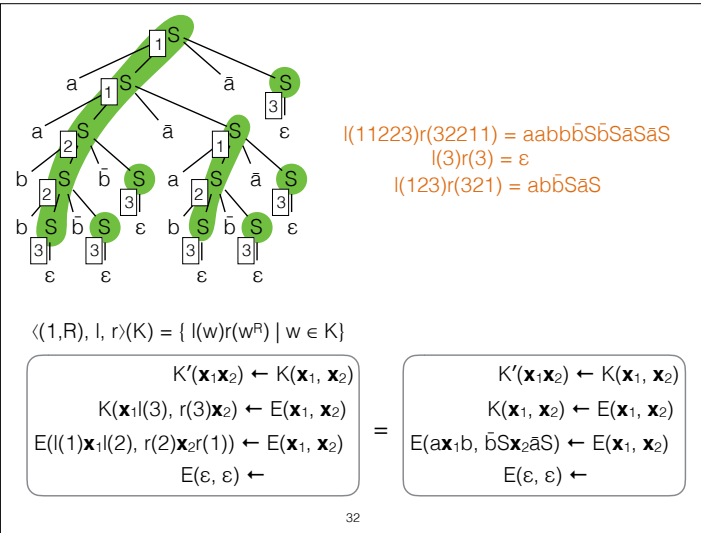 S
1
a S ā S
1 3
a S ā S ε
2 1
b S b̄ S a S ā S
2 3 2 3
b S b̄ S ε b S b̄ S ε
3 3 3 3
ε ε ε ε
l(11223)r(32211) = aabbb̄Sb̄SāSāS
l(3)r(3) = ε
l(123)r(321) = abb̄SāS
⟨(1,R), l, r⟩(K) = { l(w)r(wᴿ) | w ∈ K}
K′(x₁x₂) ← K(x₁, x₂)
K(x₁l(3), r(3)x₂) ← E(x₁, x₂)
E(l(1)x₁l(2), r(2)x₂r(1)) ← E(x₁, x₂)
E(ε, ε) ←
=
K′(x₁x₂) ← K(x₁, x₂)
K(x₁, x₂) ← E(x₁, x₂)
E(ax₁b, b̄Sx₂āS) ← E(x₁, x₂)
E(ε, ε) ←
32